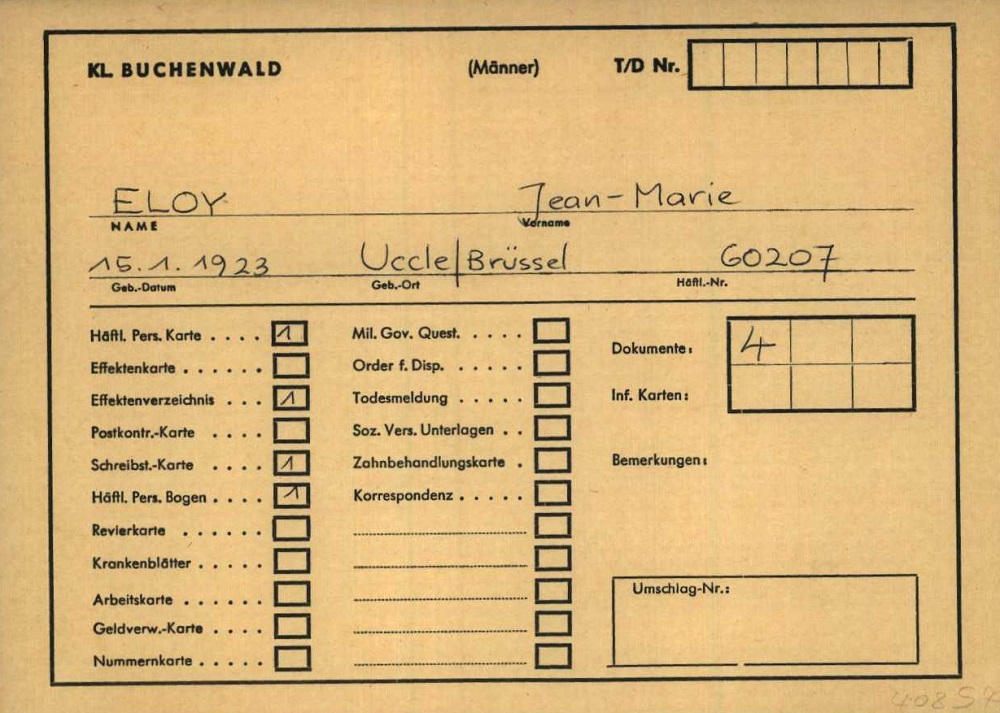 KL. BUCHENWALD (Männer) T/D Nr.
ELOY Jean-Marie
NAME Vorname
15.1.1923 Uccle/Brüssel 60207
Geb.-Datum Geb.-Ort Häftl.-Nr.
Häftl. Pers. Karte . . . . 1 Mil. Gov. Quest. . . . . . Dokumente: 4
Effektenkarte . . . . . . Order f. Disp. . . . . . .
Effektenverzeichnis . . . 1 Todesmeldung . . . . . Inf. Karten:
Postkontr.-Karte . . . . Soz. Vers. Unterlagen . .
Schreibst.-Karte . . . . 1 Zahnbehandlungskarte . Bemerkungen:
Häftl. Pers. Bogen . . . . 1 Korrespondenz . . . . .
Revierkarte . . . . . .
Krankenblätter . . . . .
Arbeitskarte . . . . . . Umschlag-Nr.:
Geldverw.-Karte . . . .
Nummernkarte . . . . .